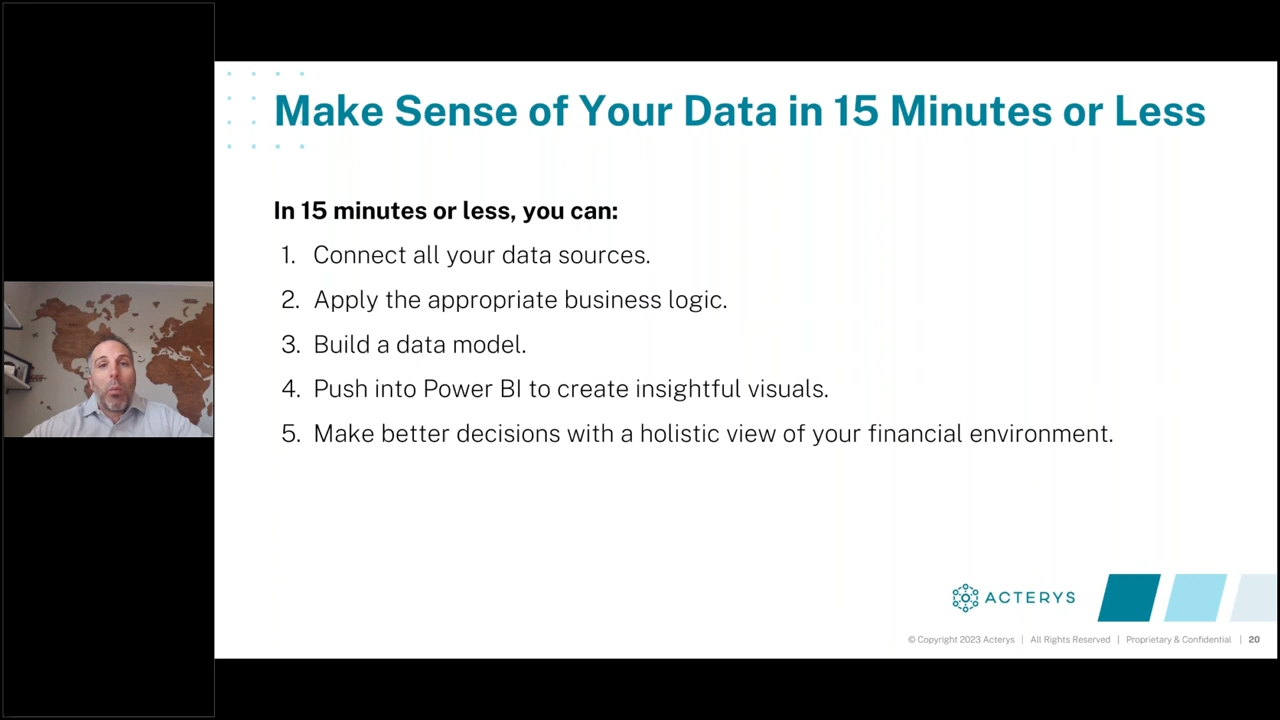 Make Sense of Your Data in 15 Minutes or Less
In 15 minutes or less, you can:
1. Connect all your data sources.
2. Apply the appropriate business logic.
3. Build a data model.
4. Push into Power BI to create insightful visuals.
5. Make better decisions with a holistic view of your financial environment.
ACTERYS
© Copyright 2023 Acterys | All Rights Reserved | Proprietary & Confidential | 20